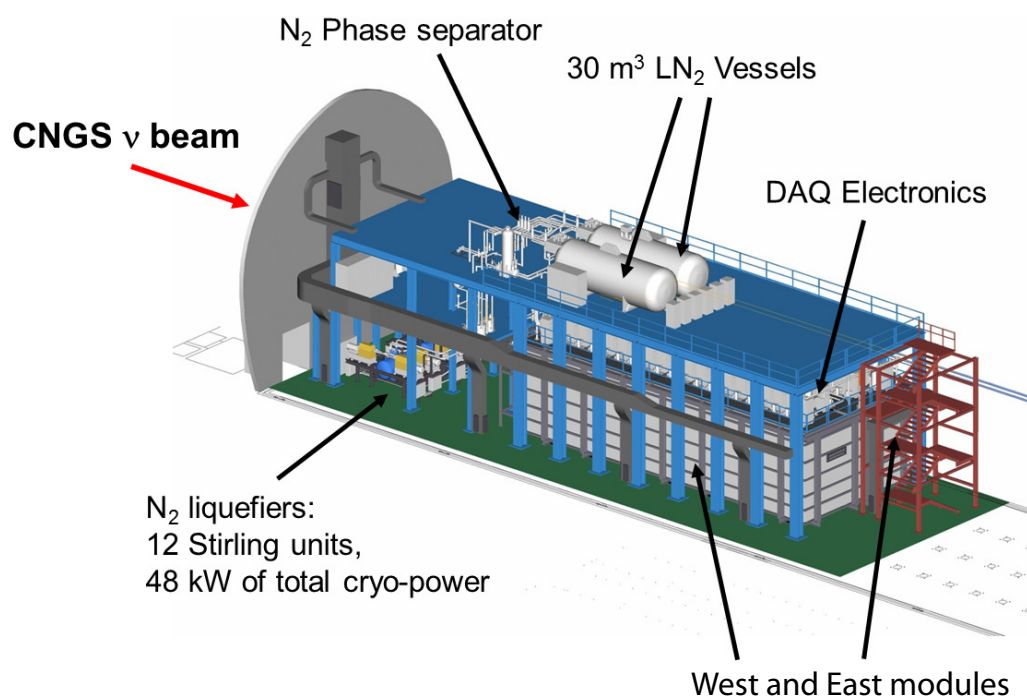 N₂ Phase separator
30 m³ LN₂ Vessels
CNGS ν beam
DAQ Electronics
N₂ liquefiers:
12 Stirling units,
48 kW of total cryo-power
West and East modules